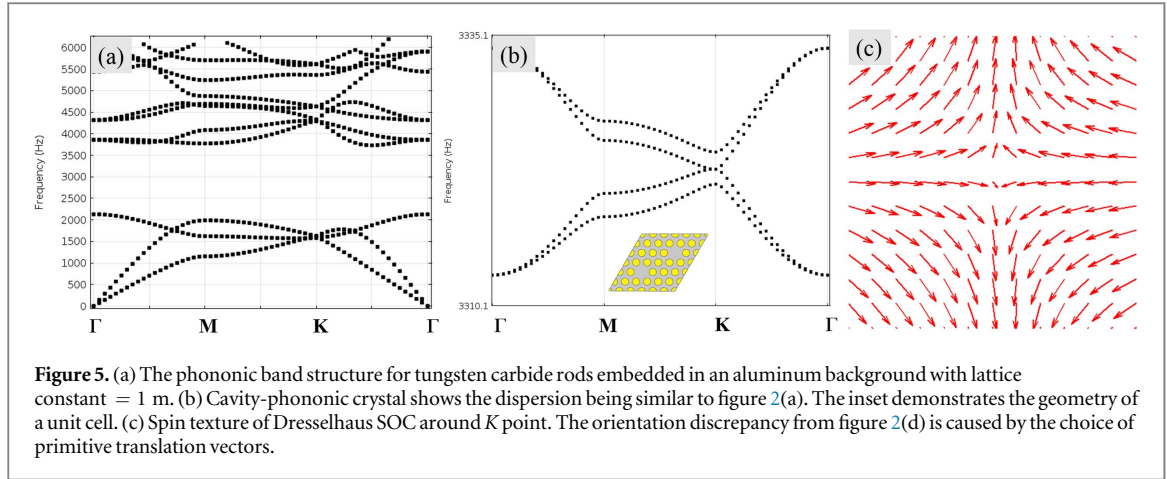 (a)
Frequency (Hz)
6000
5500
5000
4500
4000
3500
3000
2500
2000
1500
1000
500
0
Γ M K Γ
(b)
Frequency (Hz)
3335.1
3310.1
Γ M K Γ
(c)
Figure 5. (a) The phononic band structure for tungsten carbide rods embedded in an aluminum background with lattice
constant = 1 m. (b) Cavity-phononic crystal shows the dispersion being similar to figure 2(a). The inset demonstrates the geometry of
a unit cell. (c) Spin texture of Dresselhaus SOC around K point. The orientation discrepancy from figure 2(d) is caused by the choice of
primitive translation vectors.